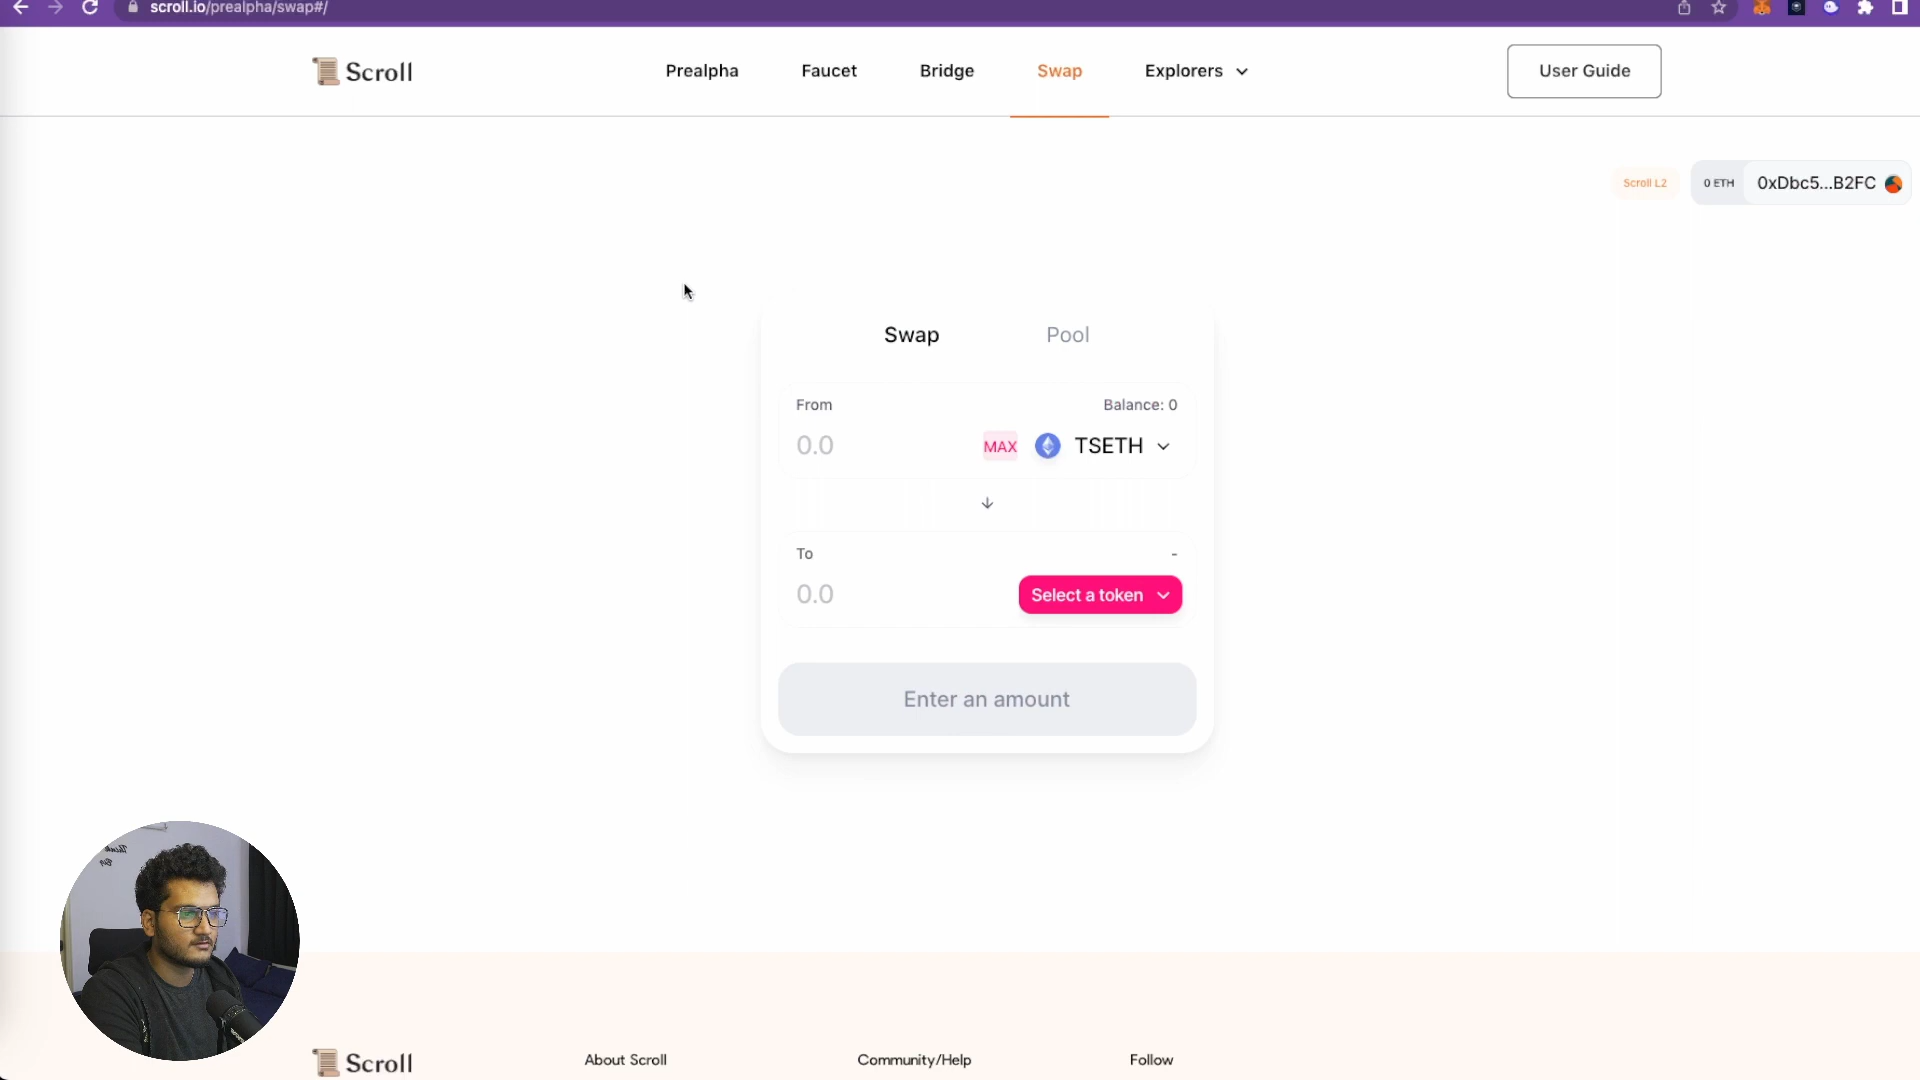 scroll.io/prealpha/swap#/
Scroll
Prealpha
Faucet
Bridge
Swap
Explorers
User Guide
Scroll L2
0 ETH
0xDbc5...B2FC
Swap
Pool
From
Balance: 0
0.0
MAX
TSETH
To
-
0.0
Select a token
Enter an amount
Scroll
About Scroll
Community/Help
Follow